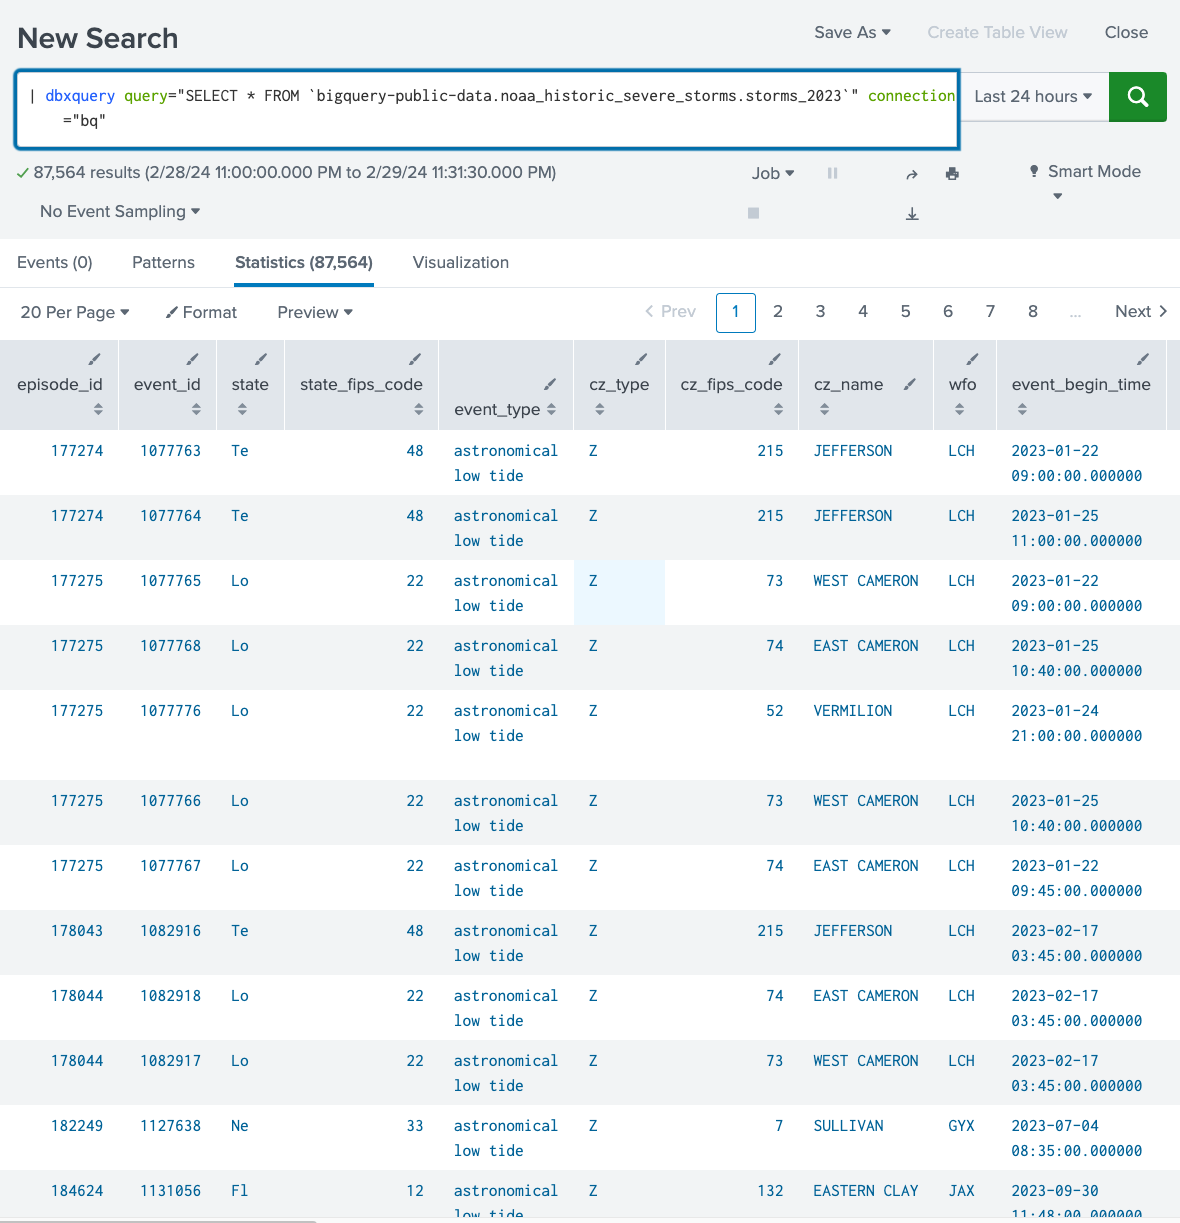 New Search
Save As
Create Table View
Close
| dbxquery query="SELECT * FROM `bigquery-public-data.noaa_historic_severe_storms.storms_2023`" connection
="bq"
Last 24 hours
87,564 results (2/28/24 11:00:00.000 PM to 2/29/24 11:31:30.000 PM)
Job
Smart Mode
No Event Sampling
Events (0)
Patterns
Statistics (87,564)
Visualization
20 Per Page
Format
Preview
Prev 1 2 3 4 5 6 7 8 ... Next
episode_id event_id state state_fips_code event_type cz_type cz_fips_code cz_name wfo event_begin_time
177274 1077763 Te 48 astronomical Z 215 JEFFERSON LCH 2023-01-22
low tide 09:00:00.000000
177274 1077764 Te 48 astronomical Z 215 JEFFERSON LCH 2023-01-25
low tide 11:00:00.000000
177275 1077765 Lo 22 astronomical Z 73 WEST CAMERON LCH 2023-01-22
low tide 09:00:00.000000
177275 1077768 Lo 22 astronomical Z 74 EAST CAMERON LCH 2023-01-25
low tide 10:40:00.000000
177275 1077776 Lo 22 astronomical Z 52 VERMILION LCH 2023-01-24
low tide 21:00:00.000000
177275 1077766 Lo 22 astronomical Z 73 WEST CAMERON LCH 2023-01-25
low tide 10:40:00.000000
177275 1077767 Lo 22 astronomical Z 74 EAST CAMERON LCH 2023-01-22
low tide 09:45:00.000000
178043 1082916 Te 48 astronomical Z 215 JEFFERSON LCH 2023-02-17
low tide 03:45:00.000000
178044 1082918 Lo 22 astronomical Z 74 EAST CAMERON LCH 2023-02-17
low tide 03:45:00.000000
178044 1082917 Lo 22 astronomical Z 73 WEST CAMERON LCH 2023-02-17
low tide 03:45:00.000000
182249 1127638 Ne 33 astronomical Z 7 SULLIVAN GYX 2023-07-04
low tide 08:35:00.000000
184624 1131056 Fl 12 astronomical Z 132 EASTERN CLAY JAX 2023-09-30
low tide 11:48:00.000000